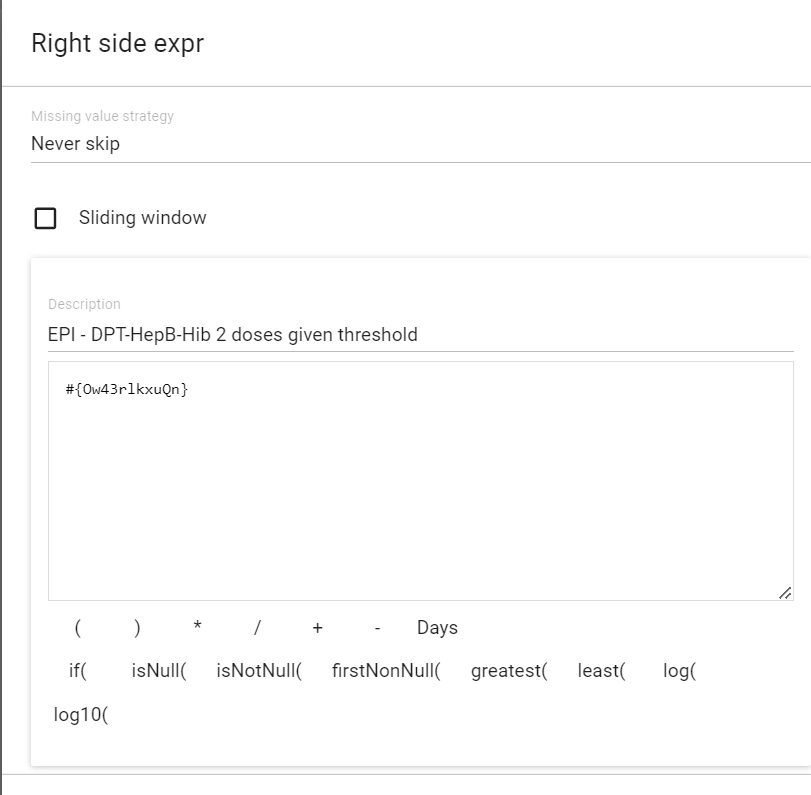 Right side expr
Missing value strategy
Never skip
Sliding window
Description
EPI - DPT-HepB-Hib 2 doses given threshold
#{Ow43rlkxuQn}
( ) * / + - Days
if( isNull( isNotNull( firstNonNull( greatest( least( log(
log10(